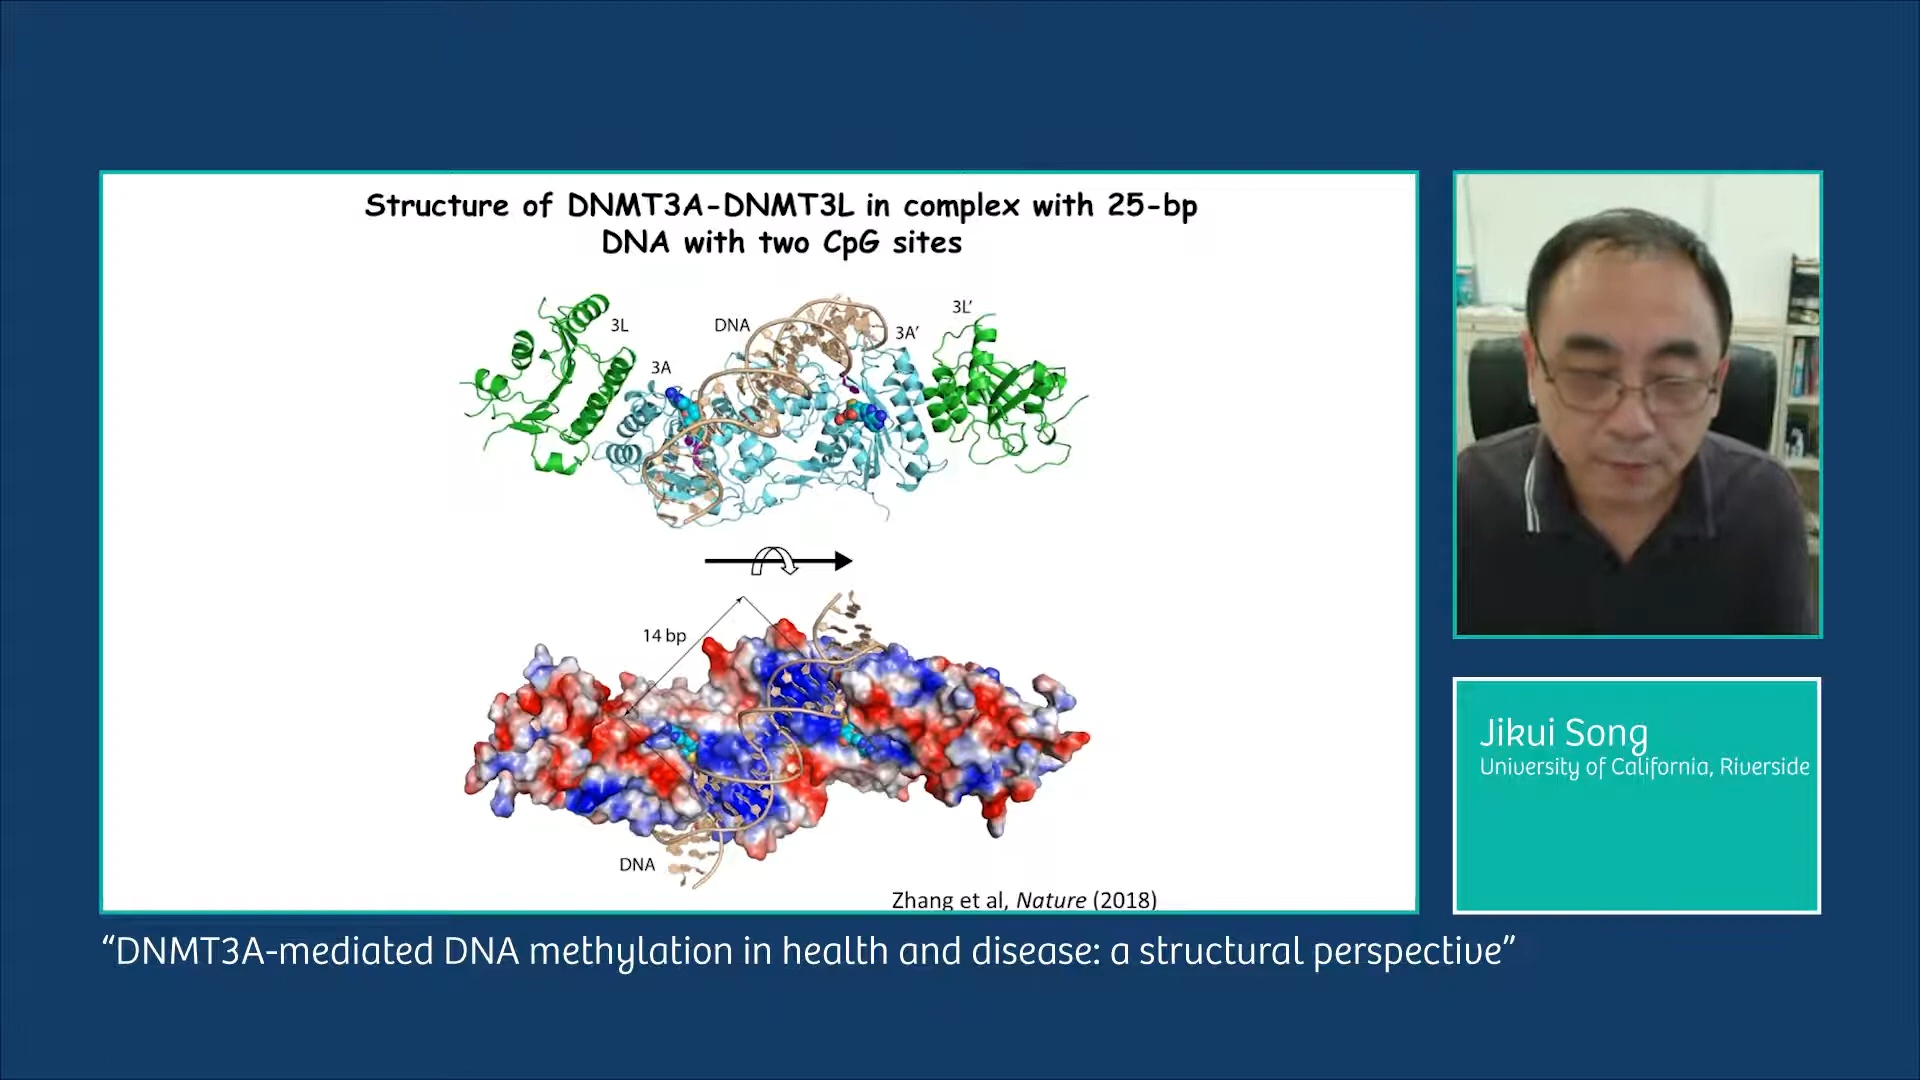 Structure of DNMT3A-DNMT3L in complex with 25-bp
DNA with two CpG sites
3L
3A
DNA
3A’
3L’
14 bp
DNA
Zhang et al, Nature (2018)
Jikui Song
University of California, Riverside
“DNMT3A-mediated DNA methylation in health and disease: a structural perspective”